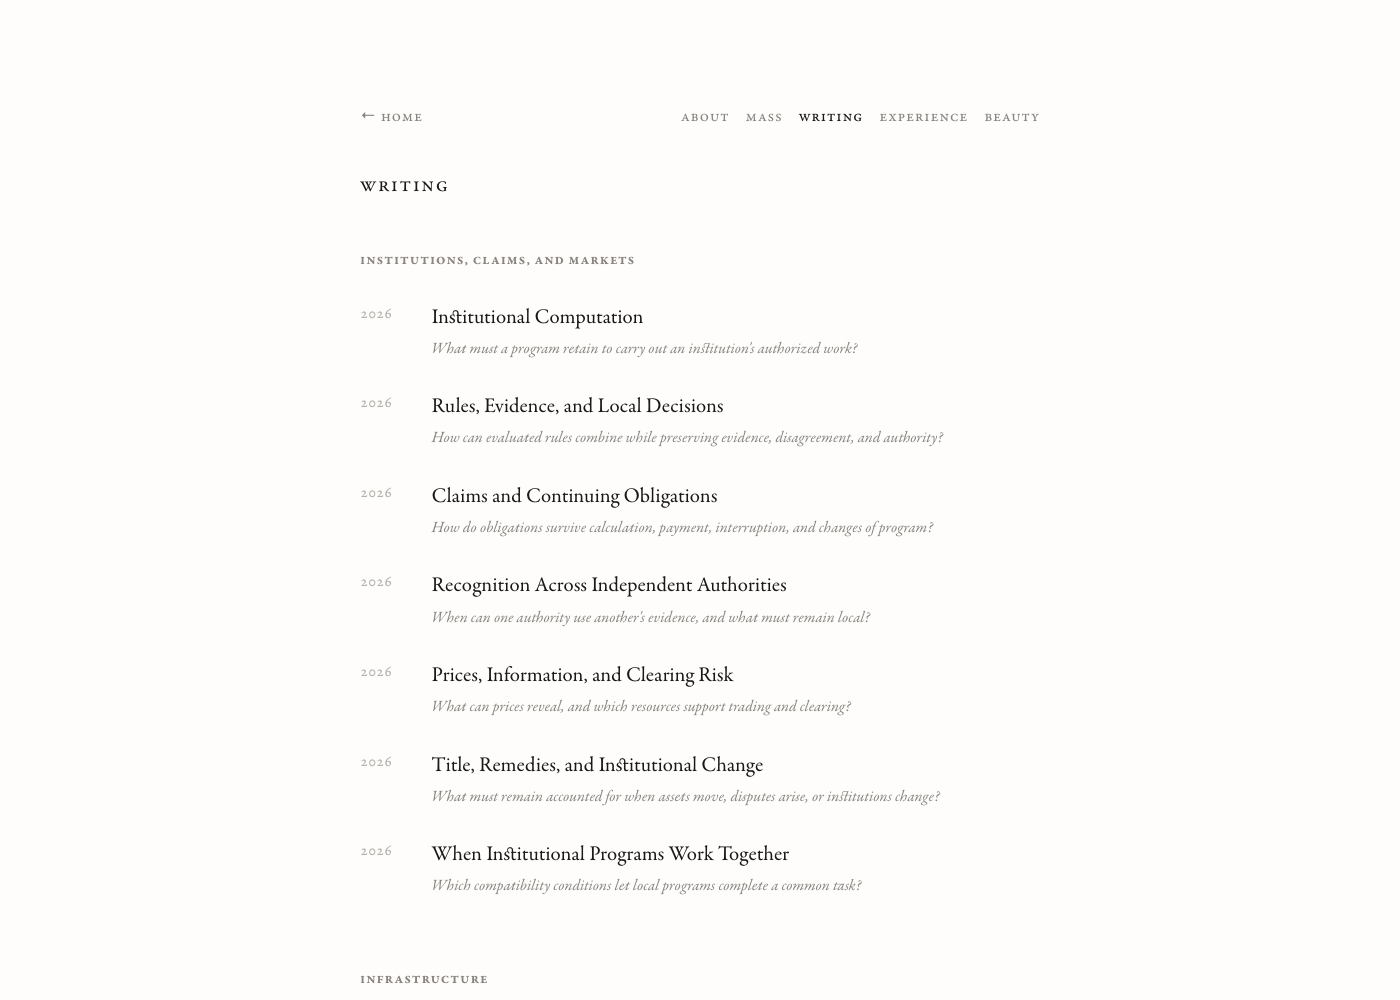 ← HOME
ABOUT MASS WRITING EXPERIENCE BEAUTY
WRITING
INSTITUTIONS, CLAIMS, AND MARKETS
2026 Institutional Computation
What must a program retain to carry out an institution's authorized work?
2026 Rules, Evidence, and Local Decisions
How can evaluated rules combine while preserving evidence, disagreement, and authority?
2026 Claims and Continuing Obligations
How do obligations survive calculation, payment, interruption, and changes of program?
2026 Recognition Across Independent Authorities
When can one authority use another's evidence, and what must remain local?
2026 Prices, Information, and Clearing Risk
What can prices reveal, and which resources support trading and clearing?
2026 Title, Remedies, and Institutional Change
What must remain accounted for when assets move, disputes arise, or institutions change?
2026 When Institutional Programs Work Together
Which compatibility conditions let local programs complete a common task?
INFRASTRUCTURE